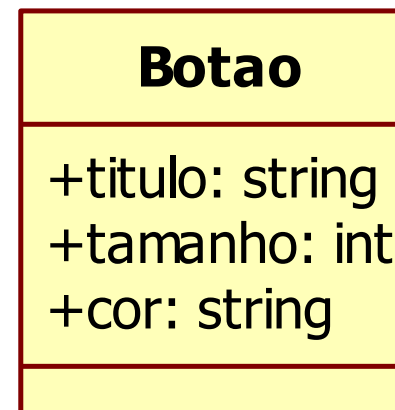 Botao
+titulo: string
+tamanho: int
+cor: string